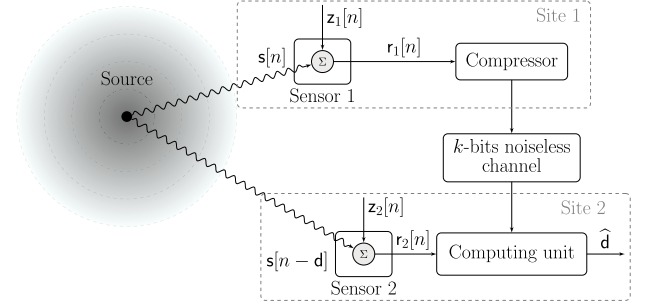 z₁[n]
Site 1
s[n]
r₁[n]
Source
Σ
Compressor
Sensor 1
k-bits noiseless
channel
z₂[n]
Site 2
r₂[n]
d̂
Σ
Computing unit
s[n − d]
Sensor 2